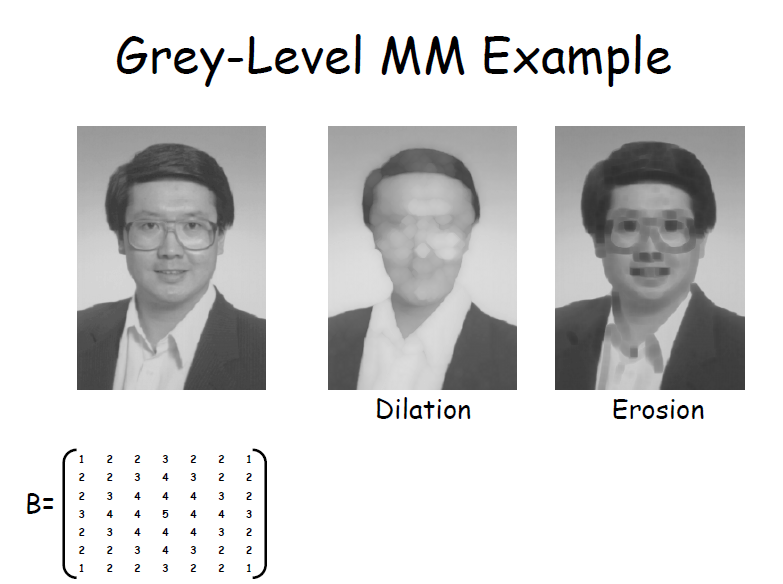 Grey-Level MM Example
Dilation
Erosion
B=
1 2 2 3 2 2 1
2 2 3 4 3 2 2
2 3 4 4 4 3 2
3 4 4 5 4 4 3
2 3 4 4 4 3 2
2 2 3 4 3 2 2
1 2 2 3 2 2 1